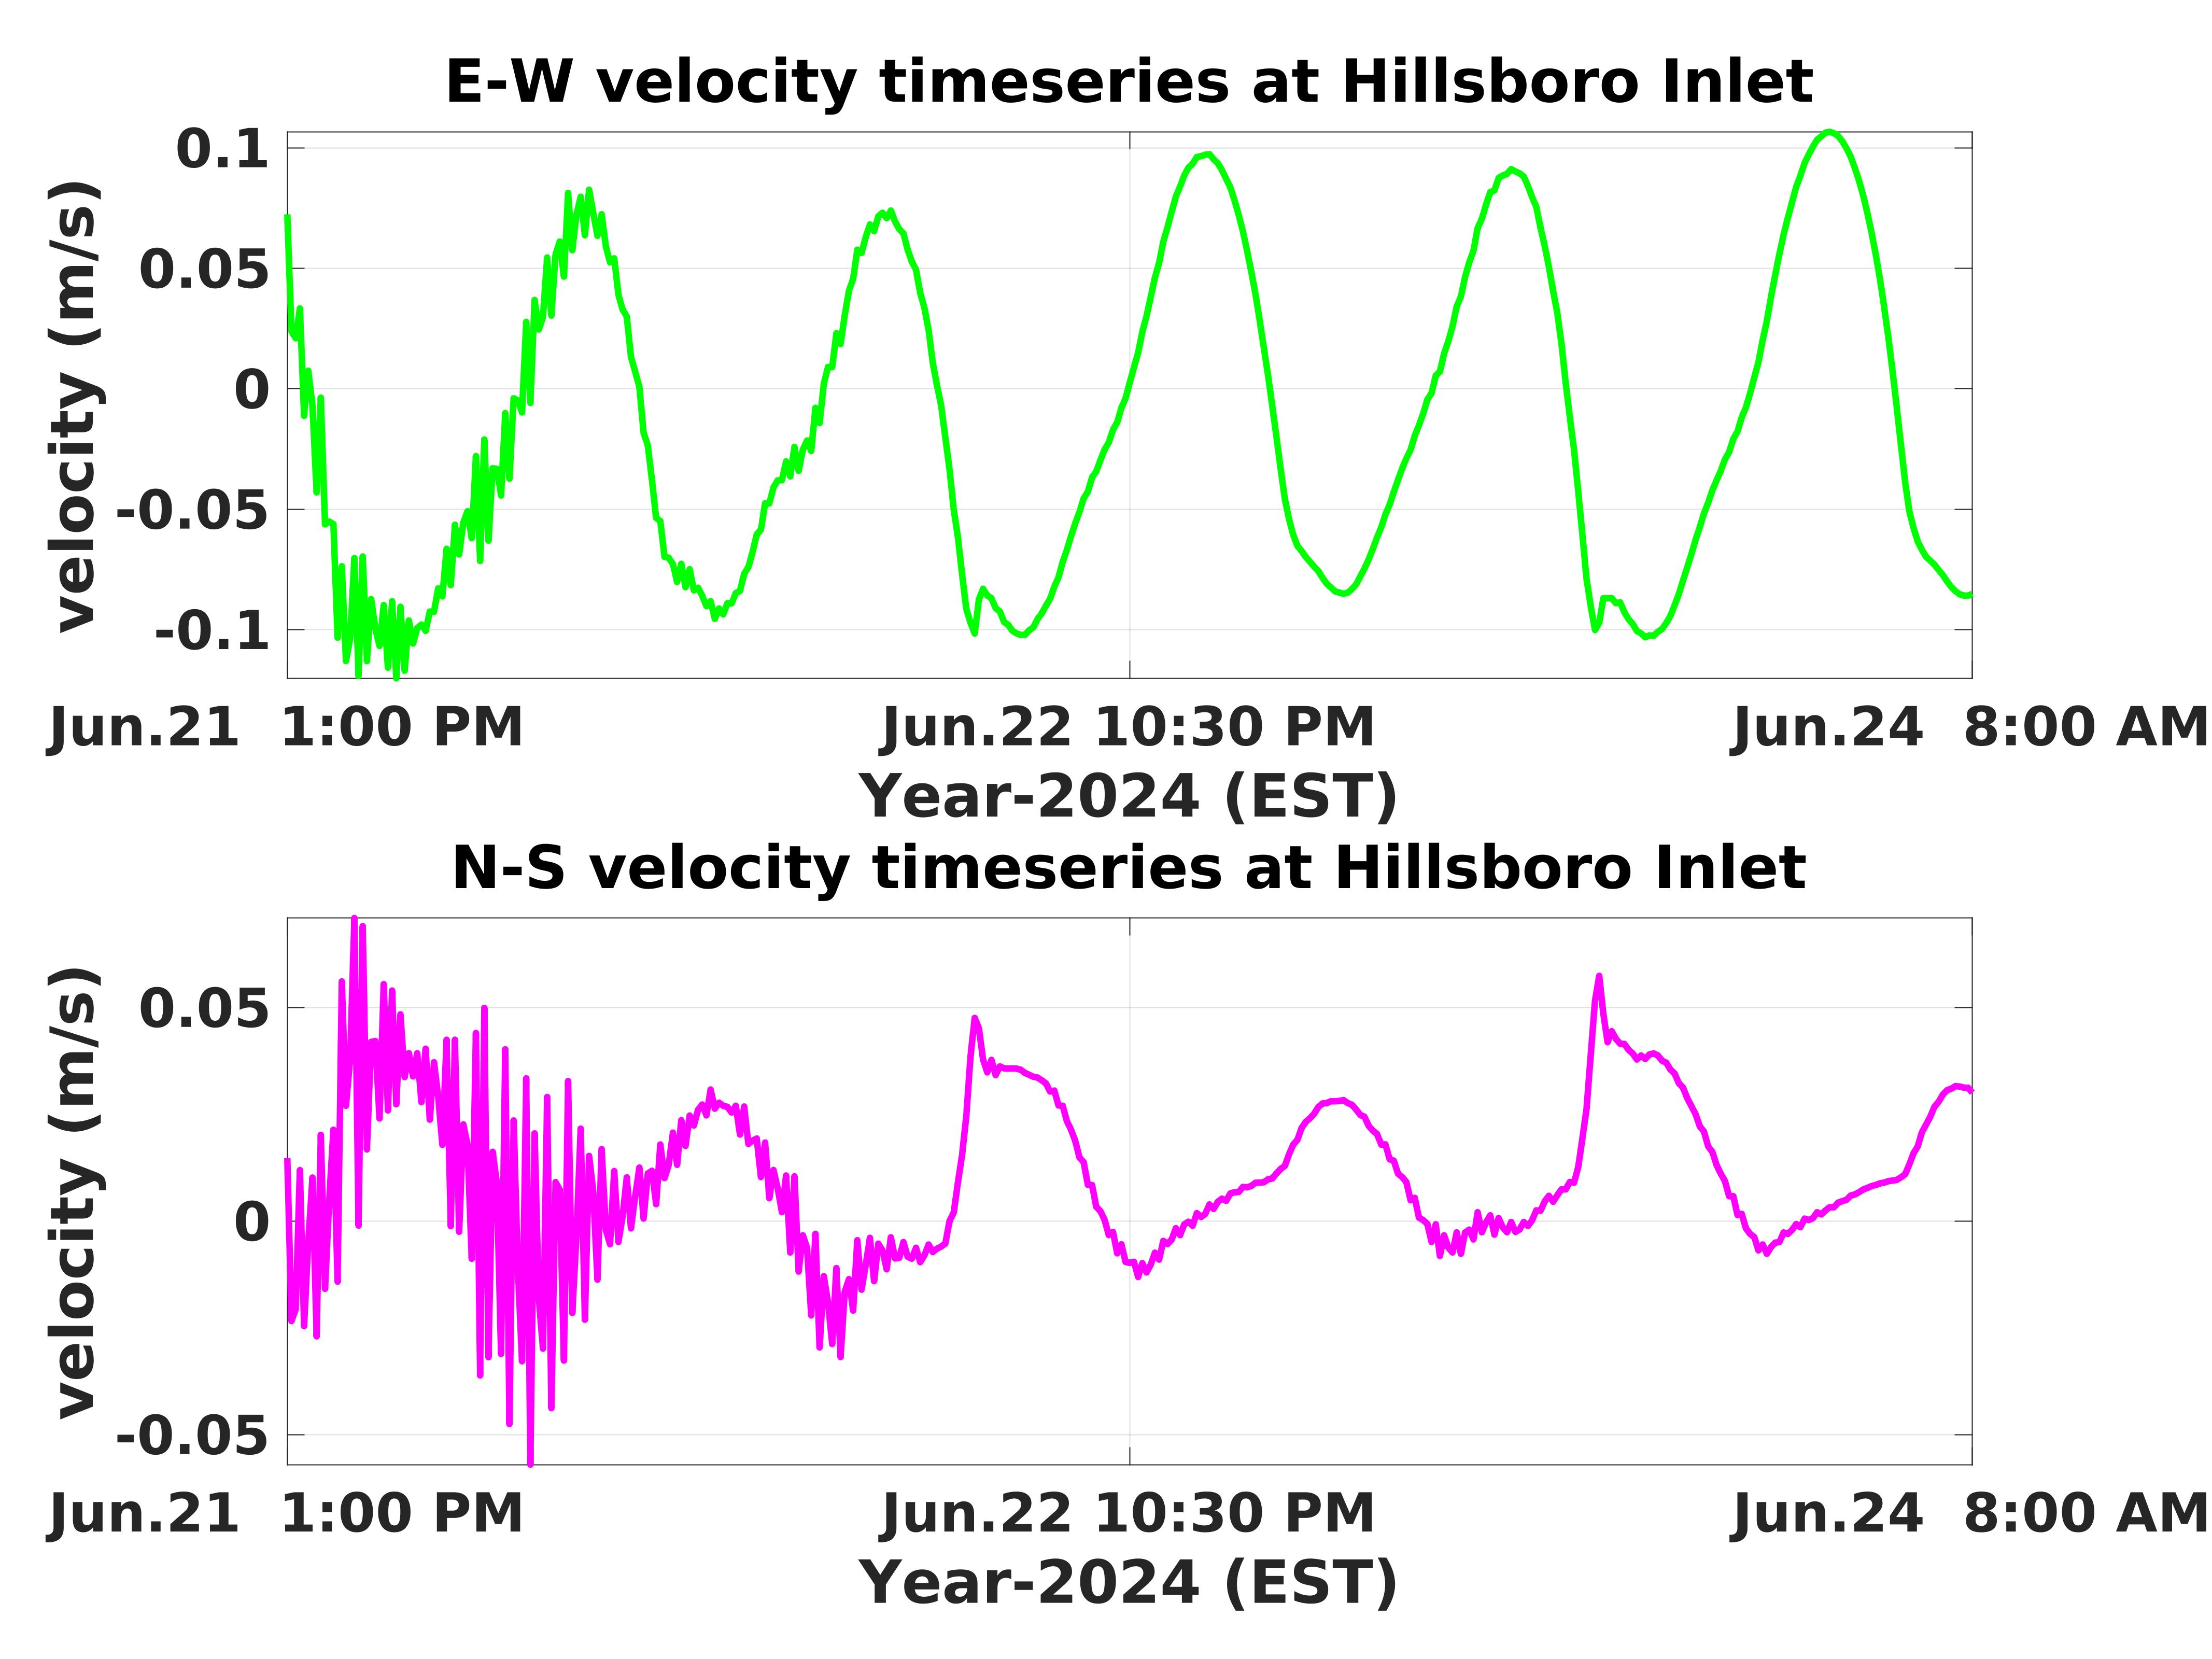 E-W velocity timeseries at Hillsboro Inlet
velocity (m/s)
0.1
0.05
0
-0.05
-0.1
Jun.21  1:00 PM Jun.22 10:30 PM Jun.24  8:00 AM
Year-2024 (EST)
N-S velocity timeseries at Hillsboro Inlet
velocity (m/s)
0.05
0
-0.05
Jun.21  1:00 PM Jun.22 10:30 PM Jun.24  8:00 AM
Year-2024 (EST)